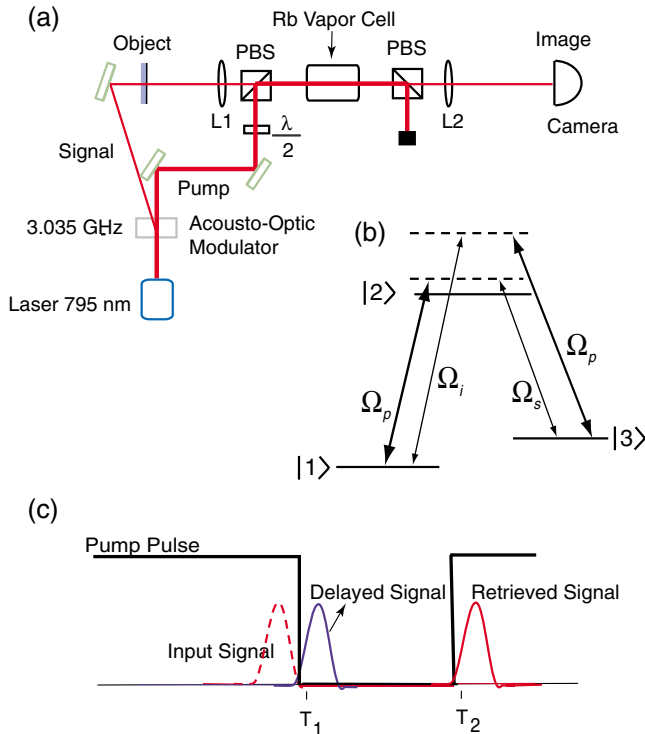 (a)
Object
PBS
Rb Vapor Cell
PBS
Image
L1
λ
2
L2
Camera
Signal
Pump
3.035 GHz
Acousto-Optic
Modulator
Laser 795 nm
(b)
|2>
Ωp
Ωi
Ωs
Ωp
|1>
|3>
(c)
Pump Pulse
Delayed Signal
Retrieved Signal
Input Signal
T1
T2